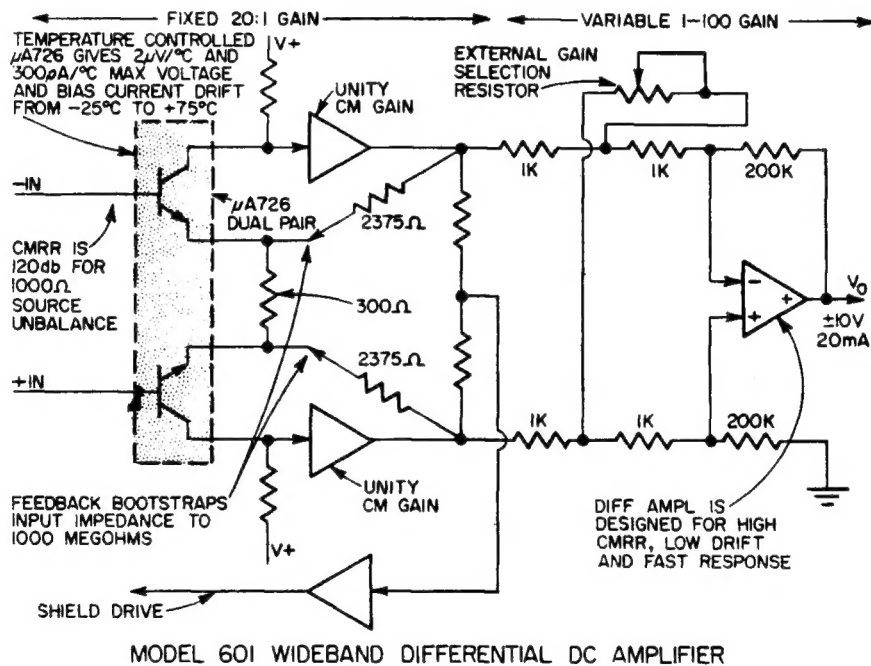 FIXED 20:1 GAIN
VARIABLE 1-100 GAIN
TEMPERATURE CONTROLLED
μA726 GIVES 2μV/°C AND
300pA/°C MAX VOLTAGE
AND BIAS CURRENT DRIFT
FROM -25°C TO +75°C
V+
UNITY
CM GAIN
EXTERNAL GAIN
SELECTION
RESISTOR
1K
1K
200K
-IN
μA726
DUAL PAIR
2375Ω
CMRR IS
120db FOR
1000Ω
SOURCE
UNBALANCE
300Ω
2375Ω
-
+
+
V₀
±10V
20mA
+IN
1K
1K
200K
UNITY
CM GAIN
FEEDBACK BOOTSTRAPS
INPUT IMPEDANCE TO
1000 MEGOHMS
V+
DIFF AMPL IS
DESIGNED FOR HIGH
CMRR, LOW DRIFT
AND FAST RESPONSE
SHIELD DRIVE
MODEL 601 WIDEBAND DIFFERENTIAL DC AMPLIFIER